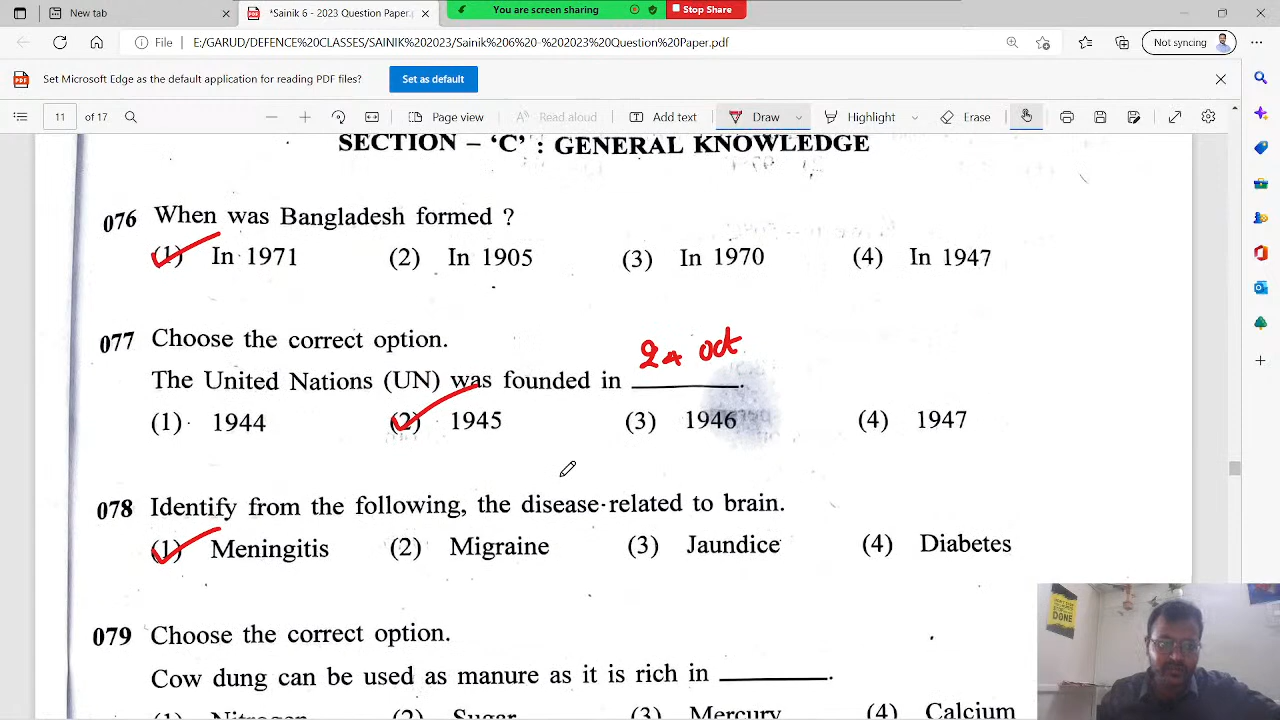 New tab
*Sainik 6 - 2023 Question Paper.p
You are screen sharing
Stop Share
File
E:/GARUD/DEFENCE%20CLASSES/SAINIK%202023/Sainik%206%20-%202023%20Question%20Paper.pdf
Not syncing
Set Microsoft Edge as the default application for reading PDF files?
Set as default
11 of 17
Page view
Read aloud
Add text
Draw
Highlight
Erase
SECTION – 'C' : GENERAL KNOWLEDGE
076 When was Bangladesh formed ?
(1) In 1971 (2) In 1905 (3) In 1970 (4) In 1947
077 Choose the correct option.
24 oct
The United Nations (UN) was founded in ________.
(1) 1944 (2) 1945 (3) 1946 (4) 1947
078 Identify from the following, the disease related to brain.
(1) Meningitis (2) Migraine (3) Jaundice (4) Diabetes
079 Choose the correct option.
Cow dung can be used as manure as it is rich in ________.
(1) Nitrogen (2) Sugar (3) Mercury (4) Calcium
DONE